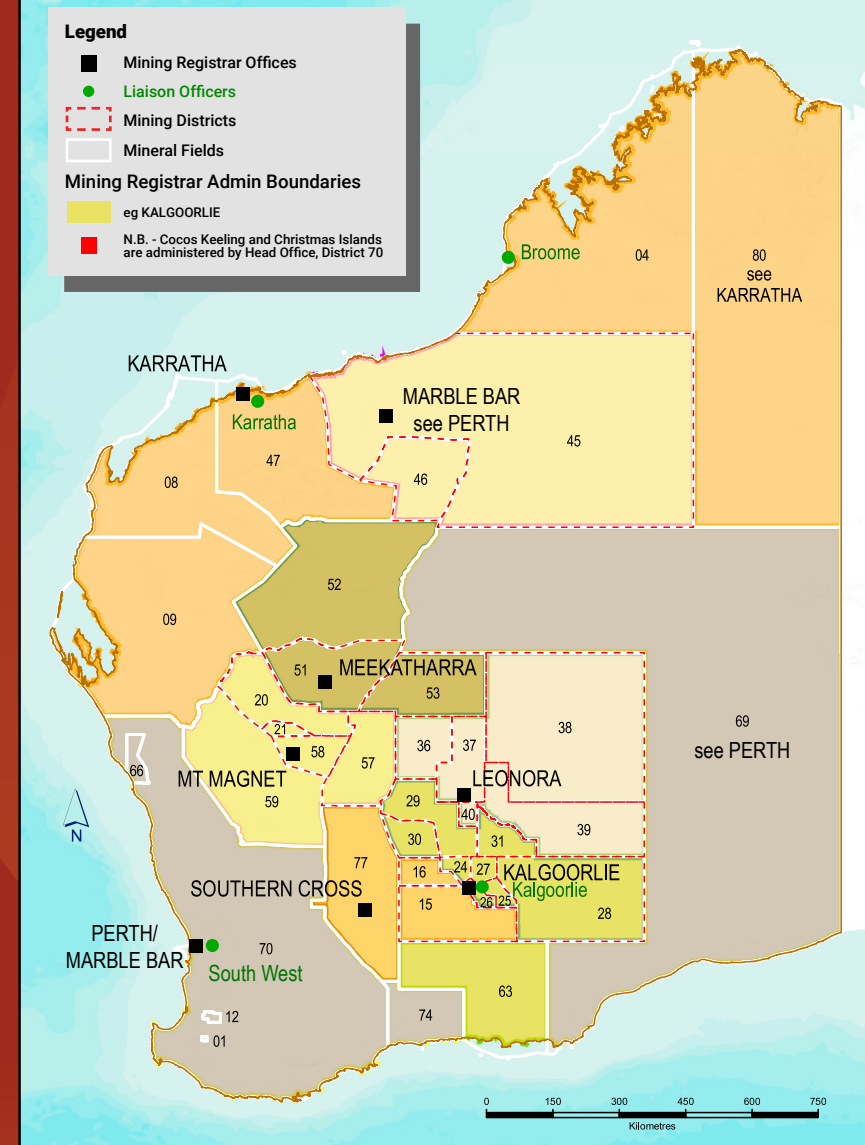 Legend
Mining Registrar Offices
Liaison Officers
Mining Districts
Mineral Fields
Mining Registrar Admin Boundaries
eg KALGOORLIE
N.B. - Cocos Keeling and Christmas Islands
are administered by Head Office, District 70
Broome
04
80
see
KARRATHA
KARRATHA
Karratha
MARBLE BAR
see PERTH
45
47
46
08
52
09
51
MEEKATHARRA
53
20
21
58
57
MT MAGNET
59
66
36
37
38
69
see PERTH
LEONORA
29
40
39
30
31
N
77
16
24
27
KALGOORLIE
Kalgoorlie
SOUTHERN CROSS
15
26
25
28
PERTH/
MARBLE BAR
70
South West
63
12
74
01
0 150 300 450 600 750
Kilometres